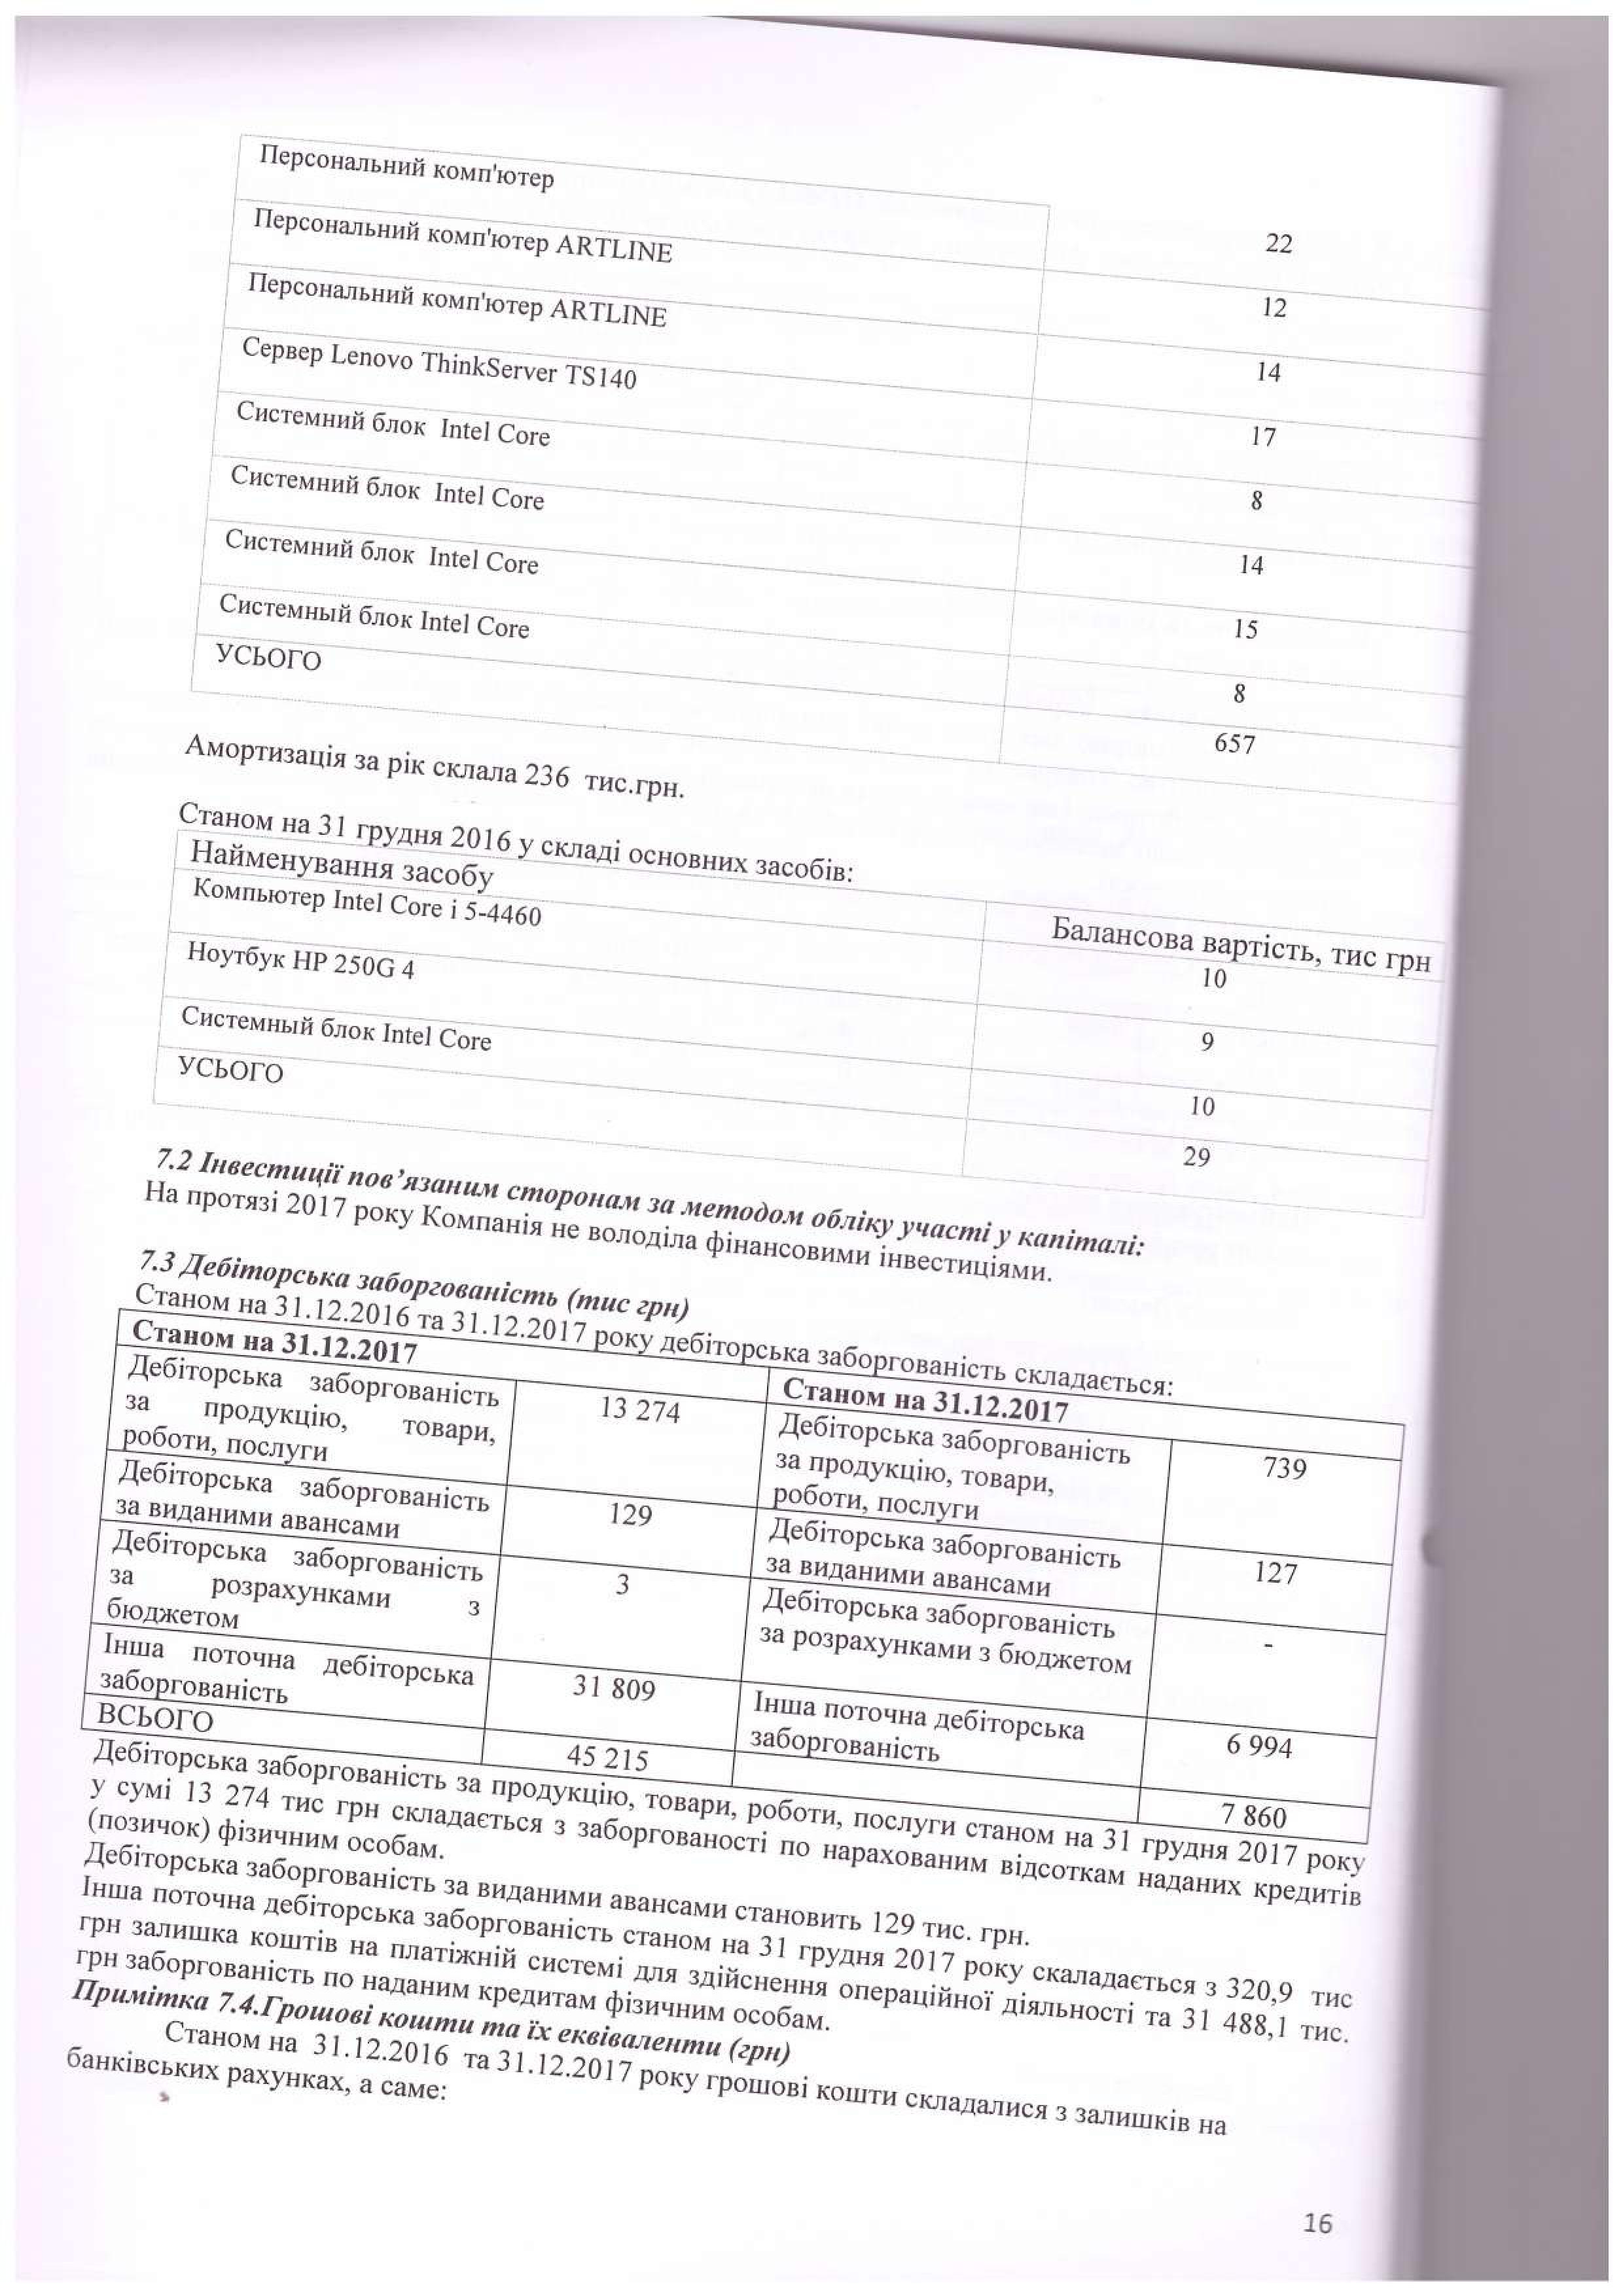 Персональний комп'ютер 22
Персональний комп'ютер ARTLINE 12
Персональний комп'ютер ARTLINE 14
Сервер Lenovo ThinkServer TS140 17
Системний блок Intel Core 8
Системний блок Intel Core 14
Системний блок Intel Core 15
Системный блок Intel Core 8
УСЬОГО 657
Амортизація за рік склала 236 тис.грн.
Станом на 31 грудня 2016 у складі основних засобів:
Найменування засобу Балансова вартість, тис грн
Компьютер Intel Core i 5-4460 10
Ноутбук HP 250G 4 9
Системный блок Intel Core 10
УСЬОГО 29
7.2 Інвестиції пов’язаним сторонам за методом обліку участі у капіталі:
На протязі 2017 року Компанія не володіла фінансовими інвестиціями.
7.3 Дебіторська заборгованість (тис грн)
Станом на 31.12.2016 та 31.12.2017 року дебіторська заборгованість складається:
Станом на 31.12.2017 Станом на 31.12.2017
Дебіторська заборгованість 13 274 Дебіторська заборгованість 739
за продукцію, товари, за продукцію, товари,
роботи, послуги роботи, послуги
Дебіторська заборгованість 129 Дебіторська заборгованість 127
за виданими авансами за виданими авансами
Дебіторська заборгованість 3 Дебіторська заборгованість -
за розрахунками з за розрахунками з бюджетом
бюджетом
Інша поточна дебіторська 31 809 Інша поточна дебіторська 6 994
заборгованість заборгованість
ВСЬОГО 45 215 7 860
Дебіторська заборгованість за продукцію, товари, роботи, послуги станом на 31 грудня 2017 року
у сумі 13 274 тис грн складається з заборгованості по нарахованим відсоткам наданих кредитів
(позичок) фізичним особам.
Дебіторська заборгованість за виданими авансами становить 129 тис. грн.
Інша поточна дебіторська заборгованість станом на 31 грудня 2017 року скаладається з 320,9 тис
грн залишка коштів на платіжній системі для здійснення операційної діяльності та 31 488,1 тис.
грн заборгованість по наданим кредитам фізичним особам.
Примітка 7.4.Грошові кошти та їх еквіваленти (грн)
Станом на 31.12.2016 та 31.12.2017 року грошові кошти складалися з залишків на
банківських рахунках, а саме:
16